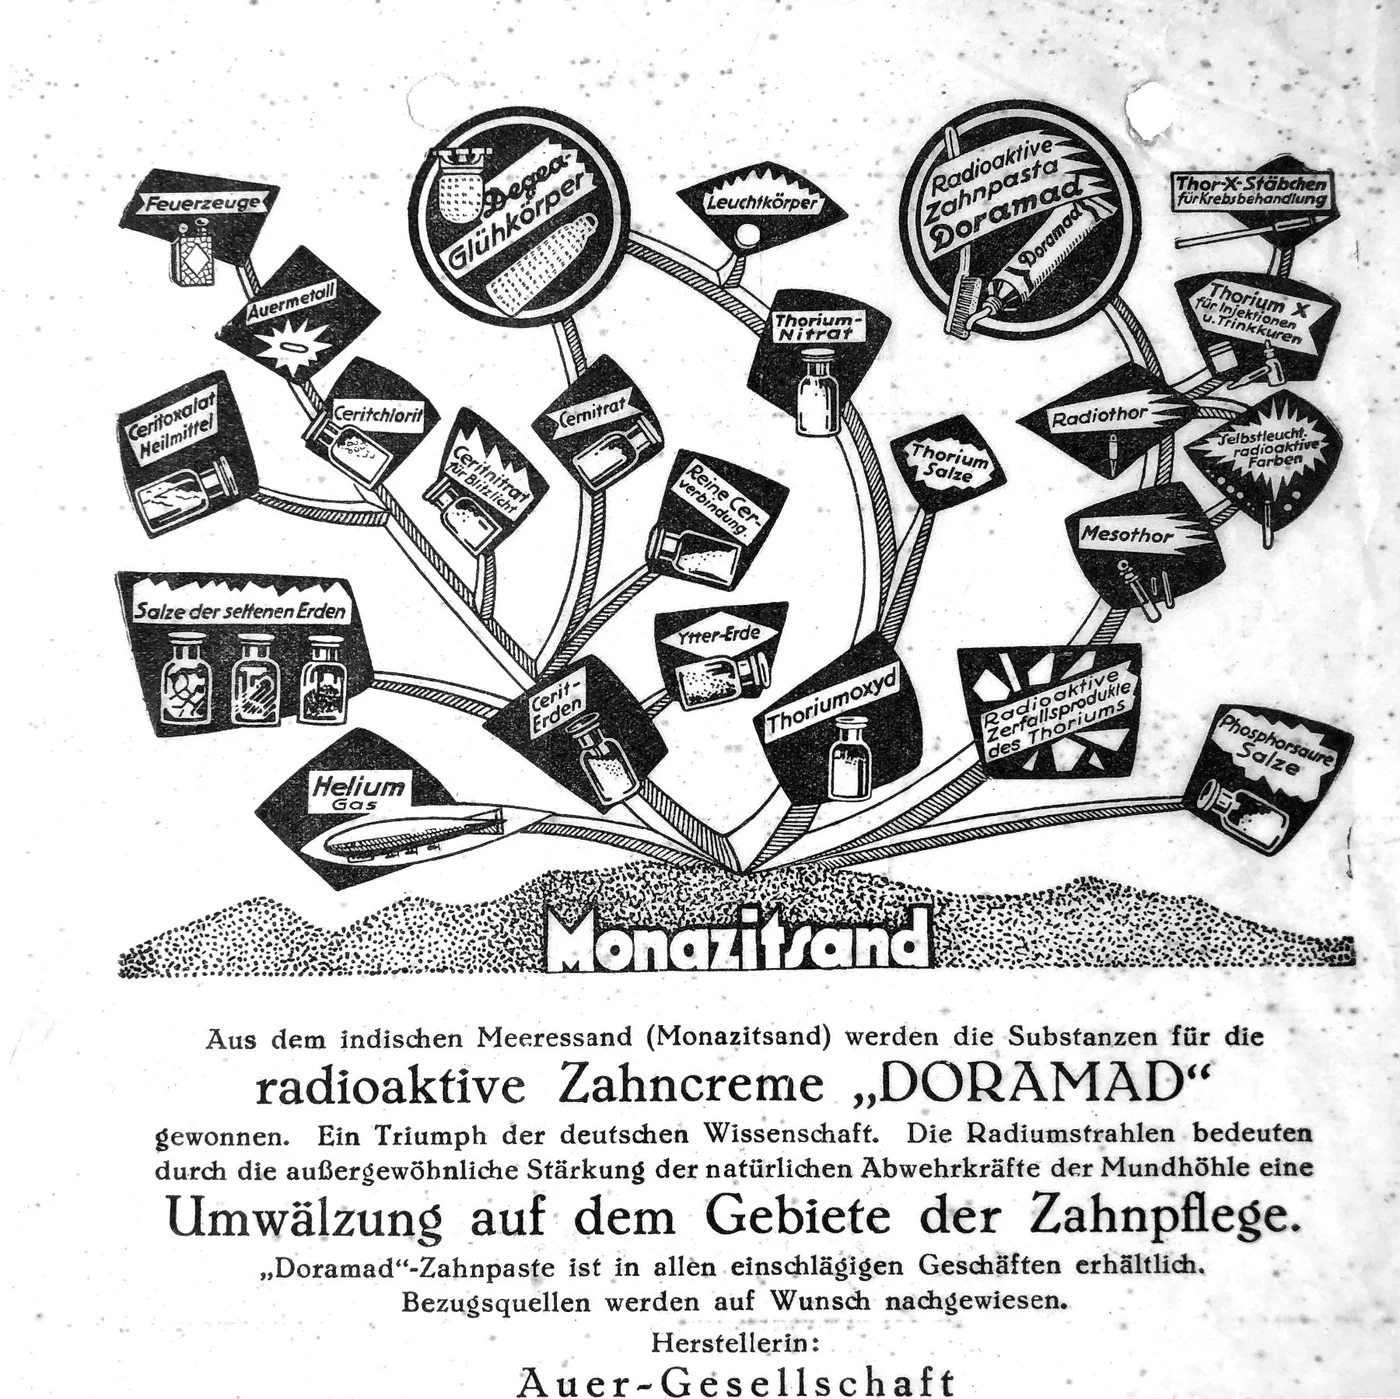 Feuerzeuge
Auermetall
Degea-
Glühkörper
Leuchtkörper
Radioaktive
Zahnpasta
Doramad
Doramad
Thor-X-Stäbchen
für Krebsbehandlung
Thorium X
für Injektionen
u. Trinkkuren
Thorium-
Nitrat
Ceritoxalat
Heilmittel
Ceritchlorit
Ceritnitrat
für Blitzlicht
Cernitrat
Reine Cer-
verbindung.
Thorium
Salze
Radiothor
Selbstleucht.
radioaktive
Farben
Mesothor
Salze der seltenen Erden
Ytter-Erde
Cerit-
Erden
Thoriumoxyd
Radioaktive
Zerfallsprodukte
des Thoriums
Phosphorsaure
Salze
Helium
Gas
Monazitsand
Aus dem indischen Meeressand (Monazitsand) werden die Substanzen für die
radioaktive Zahncreme „DORAMAD“
gewonnen. Ein Triumph der deutschen Wissenschaft. Die Radiumstrahlen bedeuten
durch die außergewöhnliche Stärkung der natürlichen Abwehrkräfte der Mundhöhle eine
Umwälzung auf dem Gebiete der Zahnpflege.
„Doramad“-Zahnpaste ist in allen einschlägigen Geschäften erhältlich.
Bezugsquellen werden auf Wunsch nachgewiesen.
Herstellerin:
Auer-Gesellschaft